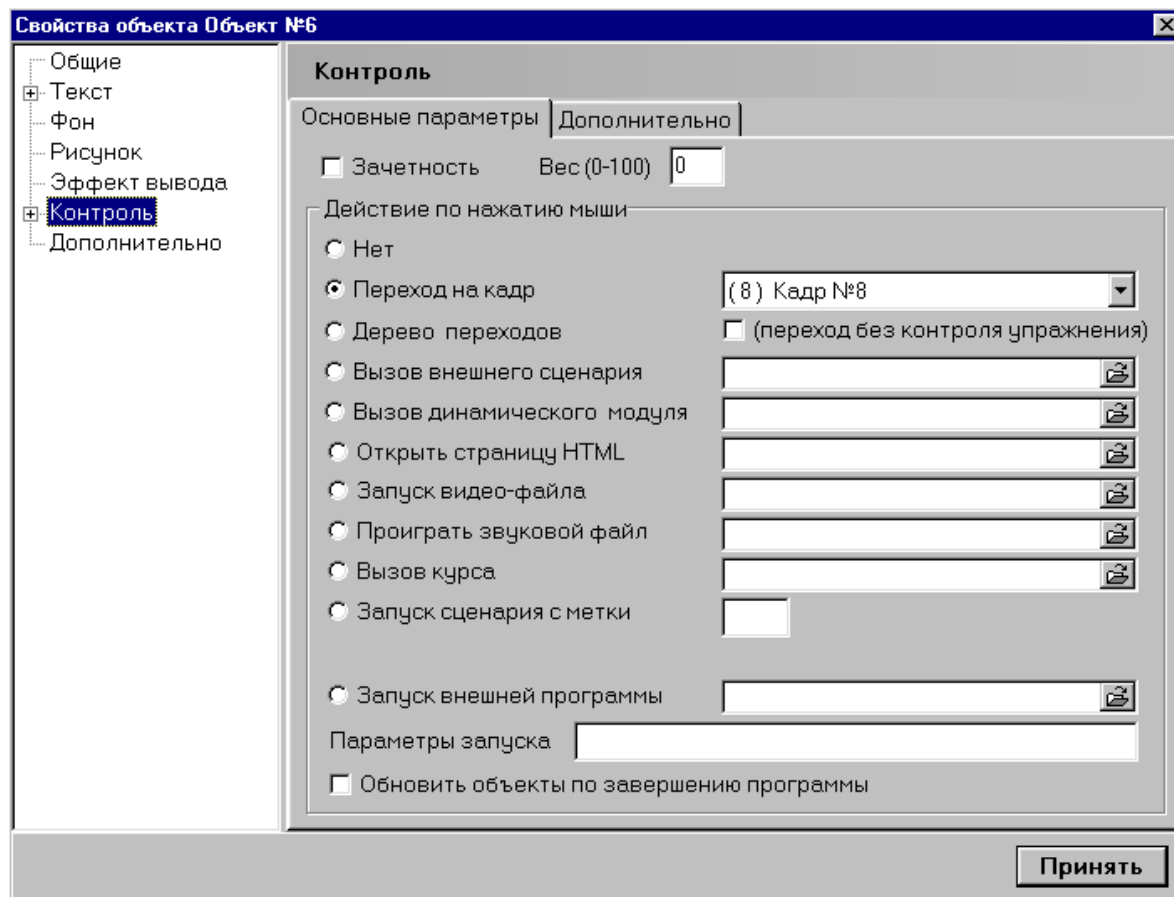 Свойства объекта Объект №6
Общие
Текст
Фон
Рисунок
Эффект вывода
Контроль
Дополнительно
Контроль
Основные параметры Дополнительно
Зачетность Вес (0-100) 0
Действие по нажатию мыши
Нет
Переход на кадр (8) Кадр №8
Дерево переходов (переход без контроля упражнения)
Вызов внешнего сценария
Вызов динамического модуля
Открыть страницу HTML
Запуск видео-файла
Проиграть звуковой файл
Вызов курса
Запуск сценария с метки
Запуск внешней программы
Параметры запуска
Обновить объекты по завершению программы
Принять